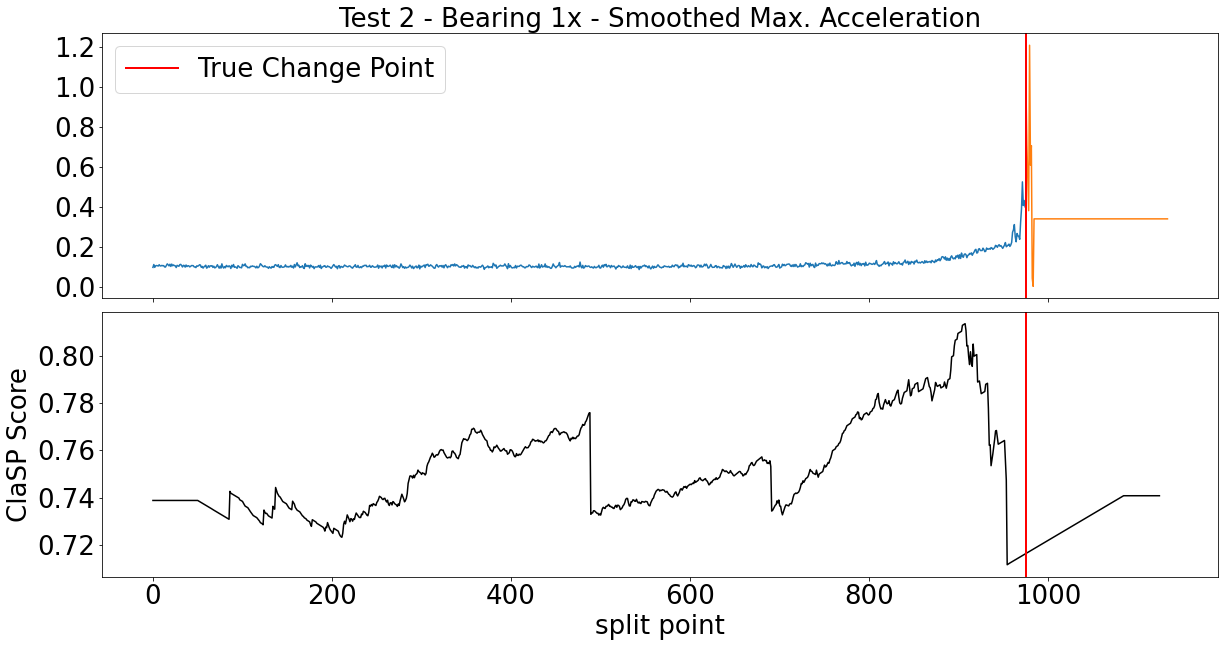 Test 2 - Bearing 1x - Smoothed Max. Acceleration
True Change Point
1.2
1.0
0.8
0.6
0.4
0.2
0.0
ClaSP Score
0.80
0.78
0.76
0.74
0.72
0 200 400 600 800 1000
split point